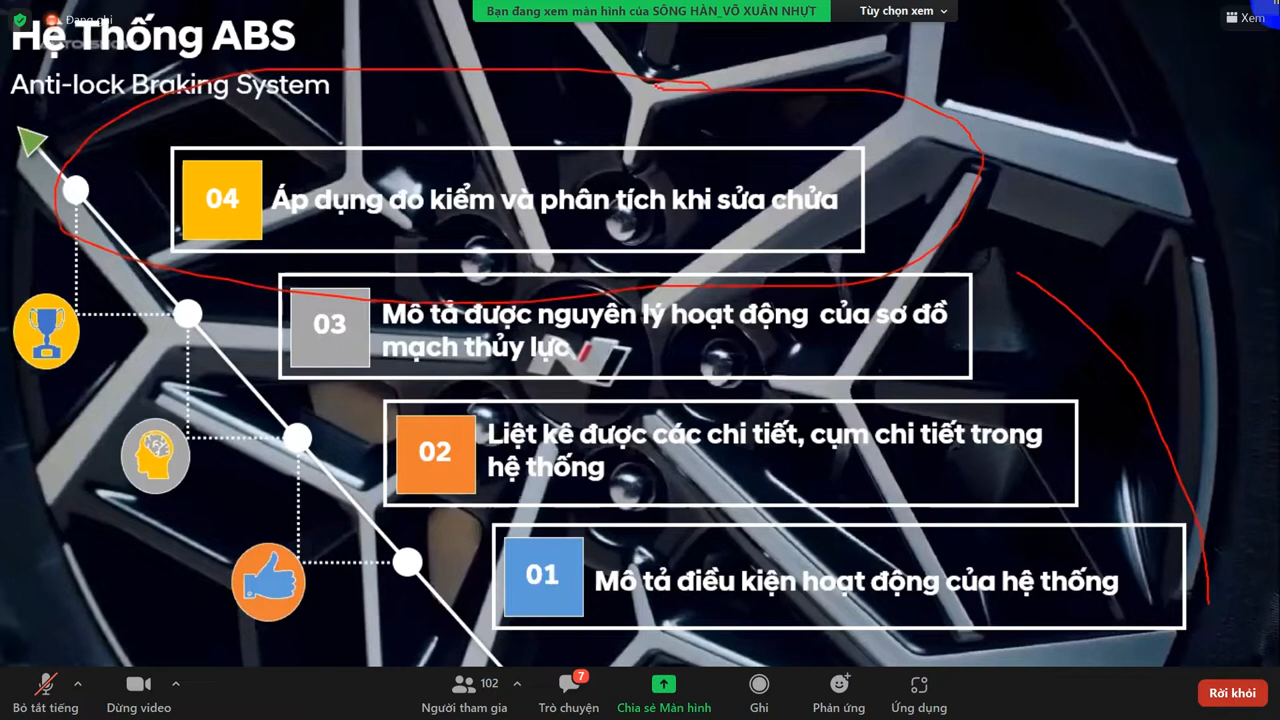 Đang ghi
Bạn đang xem màn hình của SÔNG HÀN_VÕ XUÂN NHỰT
Tùy chọn xem
Xem
Hệ Thống ABS
Anti-lock Braking System
04
Áp dụng đo kiểm và phân tích khi sửa chửa
03
Mô tả được nguyên lý hoạt động của sơ đồ
mạch thủy lực
02
Liệt kê được các chi tiết, cụm chi tiết trong
hệ thống
01
Mô tả điều kiện hoạt động của hệ thống
Bỏ tắt tiếng
Dừng video
102
Người tham gia
7
Trò chuyện
Chia sẻ Màn hình
Ghi
Phản ứng
Ứng dụng
Rời khỏi